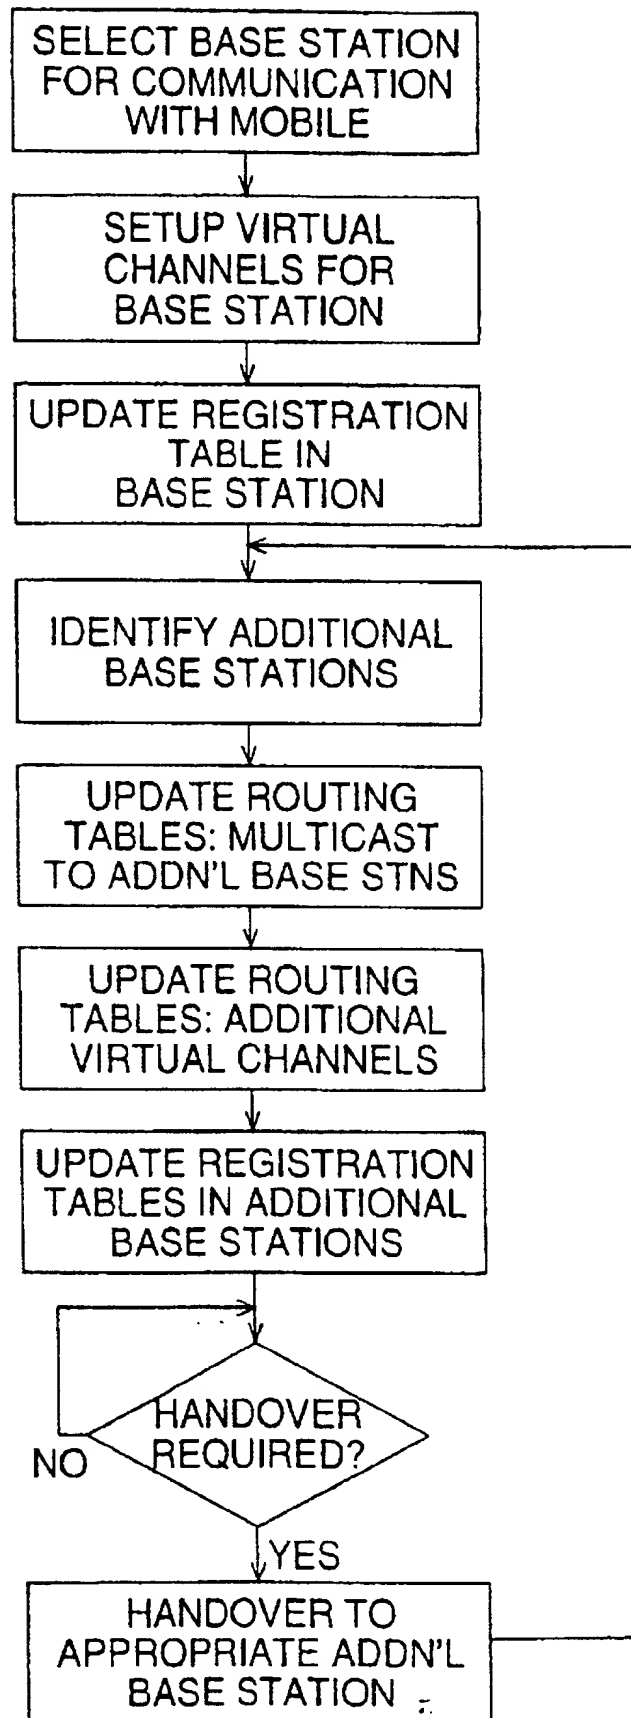 SELECT BASE STATION
FOR COMMUNICATION
WITH MOBILE
SETUP VIRTUAL
CHANNELS FOR
BASE STATION
UPDATE REGISTRATION
TABLE IN
BASE STATION
IDENTIFY ADDITIONAL
BASE STATIONS
UPDATE ROUTING
TABLES: MULTICAST
TO ADDN'L BASE STNS
UPDATE ROUTING
TABLES: ADDITIONAL
VIRTUAL CHANNELS
UPDATE REGISTRATION
TABLES IN ADDITIONAL
BASE STATIONS
HANDOVER
REQUIRED?
NO
YES
HANDOVER TO
APPROPRIATE ADDN'L
BASE STATION